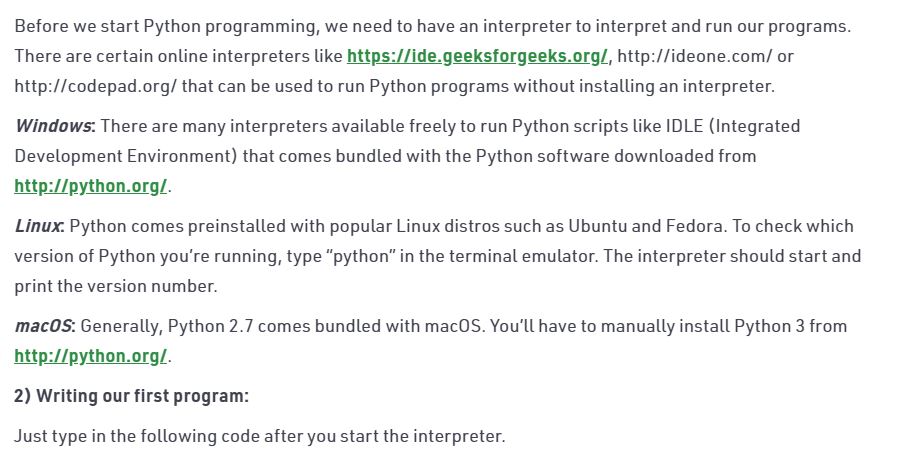 Before we start Python programming, we need to have an interpreter to interpret and run our programs.
There are certain online interpreters like https://ide.geeksforgeeks.org/, http://ideone.com/ or
http://codepad.org/ that can be used to run Python programs without installing an interpreter.
Windows: There are many interpreters available freely to run Python scripts like IDLE (Integrated
Development Environment) that comes bundled with the Python software downloaded from
http://python.org/.
Linux: Python comes preinstalled with popular Linux distros such as Ubuntu and Fedora. To check which
version of Python you’re running, type “python” in the terminal emulator. The interpreter should start and
print the version number.
macOS: Generally, Python 2.7 comes bundled with macOS. You’ll have to manually install Python 3 from
http://python.org/.
2) Writing our first program:
Just type in the following code after you start the interpreter.